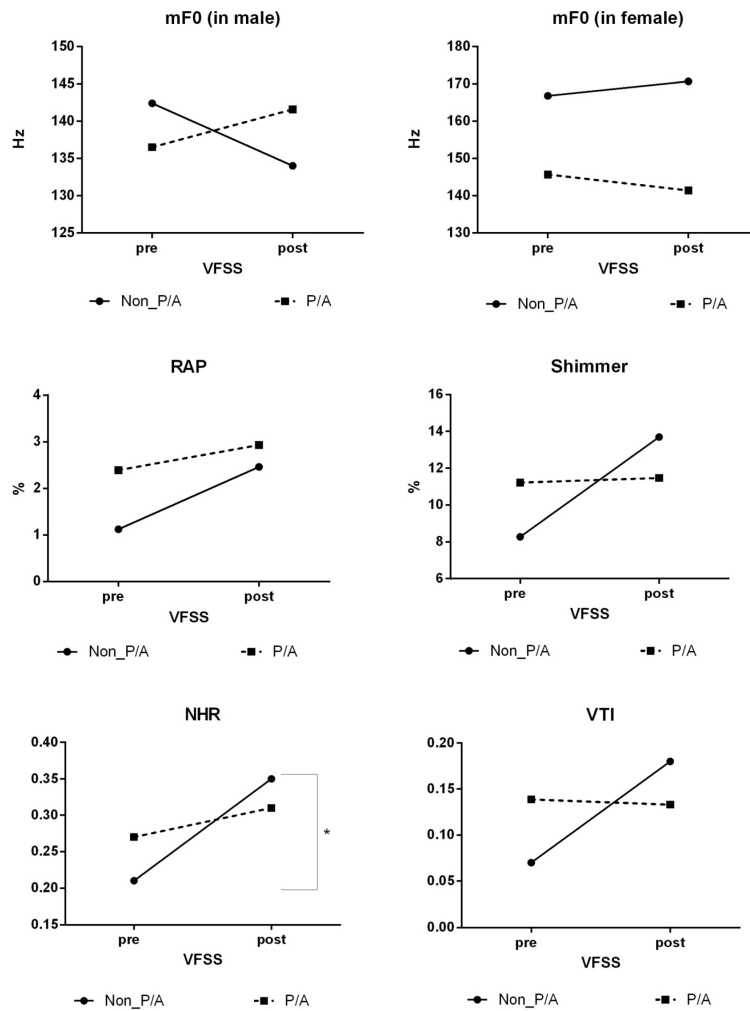 mF0 (in male)
150
145
140
135
130
125
Hz
pre
post
VFSS
Non_P/A
P/A
mF0 (in female)
180
170
160
150
140
130
Hz
pre
post
VFSS
Non_P/A
P/A
RAP
4
3
2
1
0
%
pre
post
VFSS
Non_P/A
P/A
Shimmer
16
14
12
10
8
6
%
pre
post
VFSS
Non_P/A
P/A
NHR
0.40
0.35
0.30
0.25
0.20
0.15
*
pre
post
VFSS
Non_P/A
P/A
VTI
0.20
0.15
0.10
0.05
0.00
pre
post
VFSS
Non_P/A
P/A